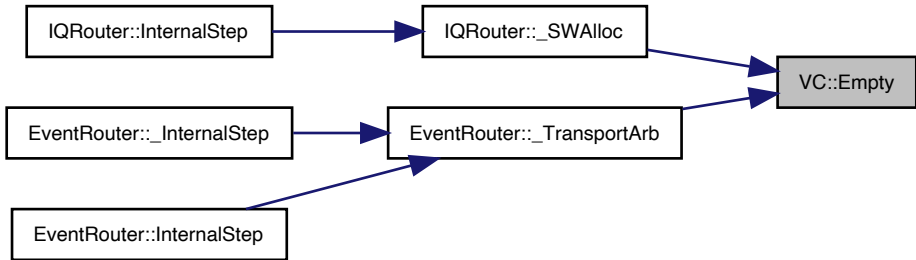 IQRouter::InternalStep
IQRouter::_SWAlloc
VC::Empty
EventRouter::_InternalStep
EventRouter::_TransportArb
EventRouter::InternalStep